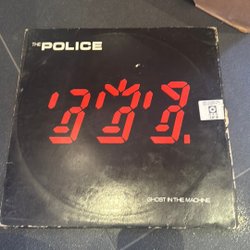 THE POLICE
GHOST IN THE MACHINE